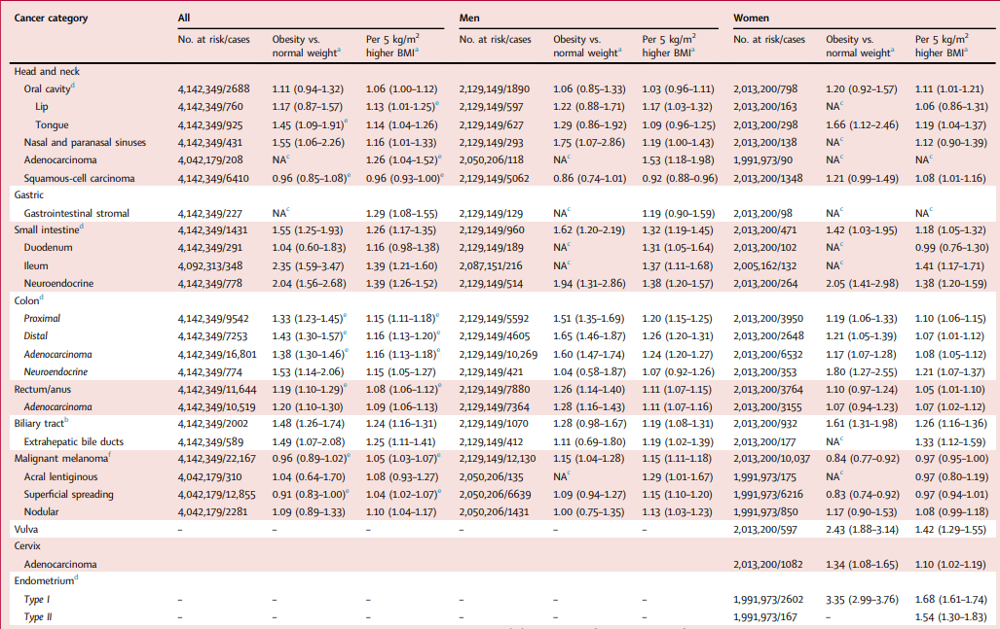 Cancer category All Men Women
No. at risk/cases Obesity vs. normal weight^a Per 5 kg/m² higher BMI^a No. at risk/cases Obesity vs. normal weight^a Per 5 kg/m² higher BMI^a No. at risk/cases Obesity vs. normal weight^a Per 5 kg/m² higher BMI^a
Head and neck
Oral cavity^d 4,142,349/2688 1.11 (0.94–1.32) 1.06 (1.00–1.12) 2,129,149/1890 1.06 (0.85–1.33) 1.03 (0.96–1.11) 2,013,200/798 1.20 (0.92–1.57) 1.11 (1.01–1.21)
Lip 4,142,349/760 1.14 (0.87–1.57) 1.13 (1.01–1.25)^e 2,129,149/597 1.22 (0.88–1.71) 1.17 (1.03–1.32) 2,013,200/163 NA^c 1.06 (0.86–1.31)
Tongue 4,142,349/925 1.45 (1.09–1.91)^e 1.14 (1.04–1.26) 2,129,149/627 1.29 (0.86–1.92) 1.09 (0.96–1.25) 2,013,200/298 1.66 (1.12–2.46) 1.19 (1.04–1.37)
Nasal and paranasal sinuses 4,142,349/431 1.55 (1.06–2.26) 1.16 (1.01–1.33) 2,129,149/293 1.75 (1.07–2.86) 1.19 (1.00–1.43) 2,013,200/138 NA^c 1.12 (0.90–1.39)
Adenocarcinoma 4,042,179/208 NA^c 1.26 (1.04–1.52)^e 2,050,206/118 NA^c 1.53 (1.18–1.98) 1,991,973/90 NA^c NA^c
Squamous-cell carcinoma 4,142,349/6410 0.96 (0.85–1.08)^e 0.96 (0.93–1.00)^e 2,129,149/5062 0.86 (0.74–1.01) 0.92 (0.88–0.96) 2,013,200/1348 1.21 (0.99–1.49) 1.08 (1.01–1.16)
Gastric
Gastrointestinal stromal 4,142,349/227 NA^c 1.29 (1.08–1.55) 2,129,149/129 NA^c 1.19 (0.90–1.59) 2,013,200/98 NA^c NA^c
Small intestine^d 4,142,349/1431 1.55 (1.25–1.93) 1.26 (1.17–1.35) 2,129,149/960 1.62 (1.20–2.19) 1.32 (1.19–1.45) 2,013,200/471 1.42 (1.03–1.95) 1.18 (1.05–1.32)
Duodenum 4,142,349/291 1.04 (0.60–1.83) 1.16 (0.98–1.38) 2,129,149/189 NA^c 1.31 (1.05–1.64) 2,013,200/102 NA^c 0.99 (0.76–1.30)
Ileum 4,092,313/348 2.35 (1.59–3.47) 1.39 (1.21–1.60) 2,087,151/216 NA^c 1.37 (1.11–1.68) 2,005,162/132 NA^c 1.41 (1.17–1.71)
Neuroendocrine 4,142,349/778 2.04 (1.56–2.68) 1.39 (1.26–1.52) 2,129,149/514 1.94 (1.31–2.86) 1.38 (1.20–1.57) 2,013,200/264 2.05 (1.41–2.98) 1.38 (1.20–1.59)
Colon^d
Proximal 4,142,349/9542 1.33 (1.23–1.45)^e 1.15 (1.11–1.18)^e 2,129,149/5592 1.51 (1.35–1.69) 1.20 (1.15–1.25) 2,013,200/3950 1.19 (1.06–1.33) 1.10 (1.06–1.15)
Distal 4,142,349/7253 1.43 (1.30–1.57)^e 1.16 (1.13–1.20)^e 2,129,149/4605 1.65 (1.46–1.87) 1.26 (1.20–1.31) 2,013,200/2648 1.21 (1.05–1.39) 1.07 (1.01–1.12)
Adenocarcinoma 4,142,349/16,801 1.38 (1.30–1.46)^e 1.16 (1.13–1.18)^e 2,129,149/10,269 1.60 (1.47–1.74) 1.24 (1.20–1.27) 2,013,200/6532 1.17 (1.07–1.28) 1.08 (1.05–1.12)
Neuroendocrine 4,142,349/774 1.53 (1.14–2.06) 1.15 (1.05–1.27) 2,129,149/421 1.04 (0.58–1.87) 1.07 (0.92–1.26) 2,013,200/353 1.80 (1.27–2.55) 1.21 (1.07–1.37)
Rectum/anus 4,142,349/11,644 1.19 (1.10–1.29)^e 1.08 (1.06–1.12)^e 2,129,149/7880 1.26 (1.14–1.40) 1.11 (1.07–1.15) 2,013,200/3764 1.10 (0.97–1.24) 1.05 (1.01–1.10)
Adenocarcinoma 4,142,349/10,519 1.20 (1.10–1.30) 1.09 (1.06–1.13) 2,129,149/7364 1.28 (1.16–1.43) 1.11 (1.07–1.16) 2,013,200/3155 1.07 (0.94–1.23) 1.07 (1.02–1.12)
Biliary tract^b 4,142,349/2002 1.48 (1.26–1.74) 1.24 (1.16–1.31) 2,129,149/1070 1.28 (0.98–1.67) 1.19 (1.08–1.31) 2,013,200/932 1.61 (1.31–1.98) 1.26 (1.16–1.36)
Extrahepatic bile ducts 4,142,349/589 1.49 (1.07–2.08) 1.25 (1.11–1.41) 2,129,149/412 1.11 (0.69–1.80) 1.19 (1.02–1.39) 2,013,200/177 NA^c 1.33 (1.12–1.59)
Malignant melanoma^f 4,142,349/22,167 0.96 (0.89–1.02)^e 1.05 (1.03–1.07)^e 2,129,149/12,130 1.15 (1.04–1.28) 1.15 (1.11–1.18) 2,013,200/10,037 0.84 (0.77–0.92) 0.97 (0.95–1.00)
Acral lentiginous 4,042,179/310 1.04 (0.64–1.70) 1.08 (0.93–1.27) 2,050,206/135 NA^c 1.29 (1.01–1.67) 1,991,973/175 NA^c 0.97 (0.80–1.19)
Superficial spreading 4,042,179/12,855 0.91 (0.83–1.00)^e 1.04 (1.02–1.07)^e 2,050,206/6639 1.09 (0.94–1.27) 1.15 (1.10–1.20) 1,991,973/6216 0.83 (0.74–0.92) 0.97 (0.94–1.01)
Nodular 4,042,179/2281 1.09 (0.89–1.33) 1.10 (1.04–1.17) 2,050,206/1431 1.00 (0.75–1.35) 1.13 (1.03–1.23) 1,991,973/850 1.17 (0.90–1.53) 1.08 (0.99–1.18)
Vulva – – – – – – 2,013,200/597 2.43 (1.88–3.14) 1.42 (1.29–1.55)
Cervix
Adenocarcinoma 2,013,200/1082 1.34 (1.08–1.65) 1.10 (1.02–1.19)
Endometrium^d
Type I – – – – – – 1,991,973/2602 3.35 (2.99–3.76) 1.68 (1.61–1.74)
Type II – – – – – – 1,991,973/167 – 1.54 (1.30–1.83)